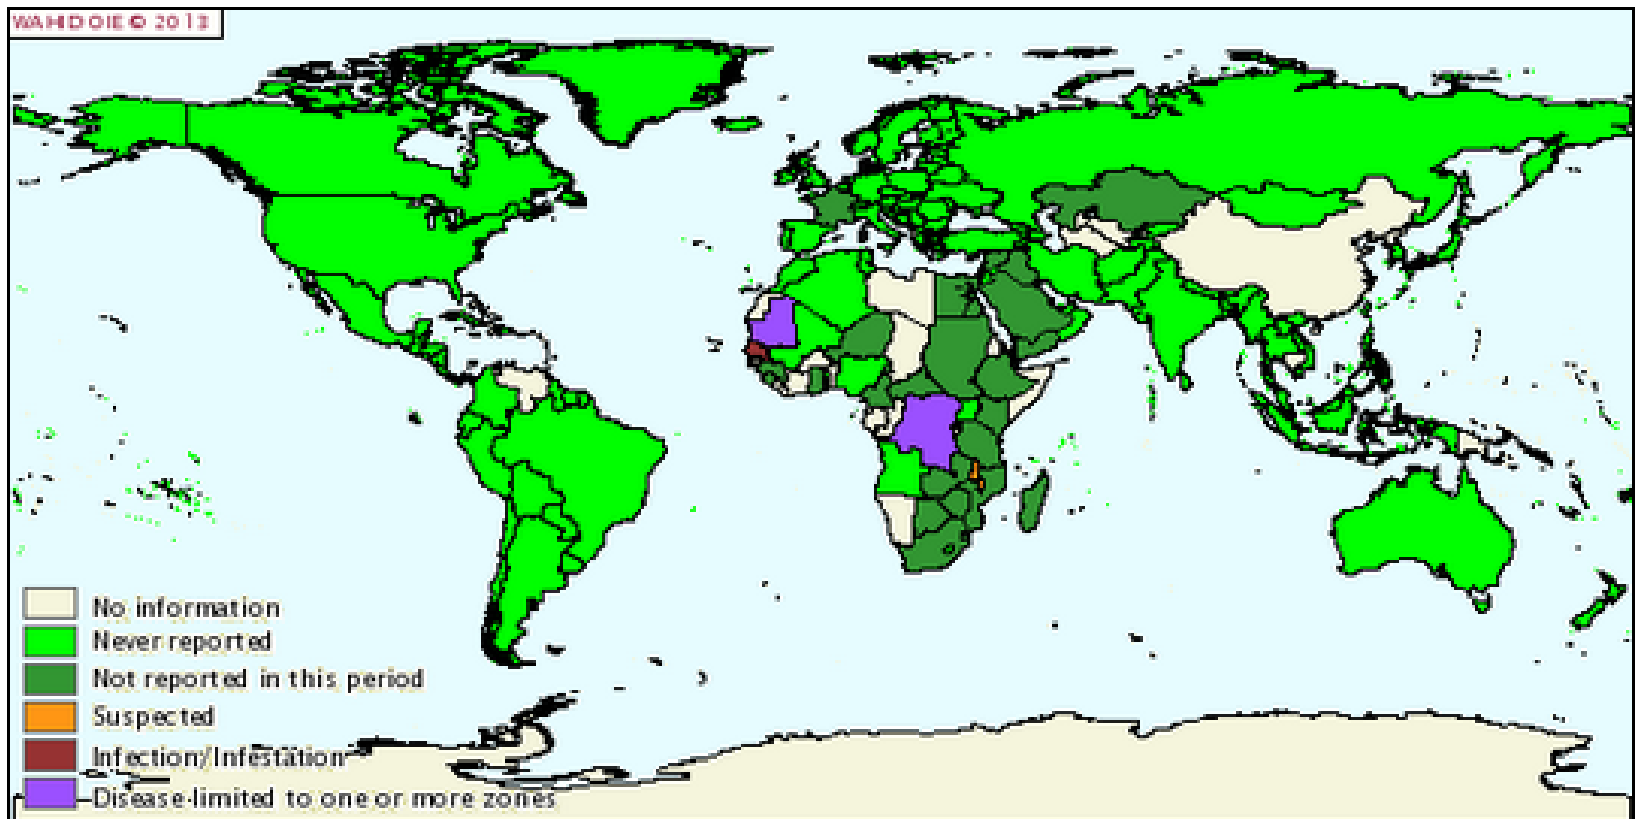 WAHID OIE © 2013
No information
Never reported
Not reported in this period
Suspected
Infection/Infestation
Disease-limited to one or more zones